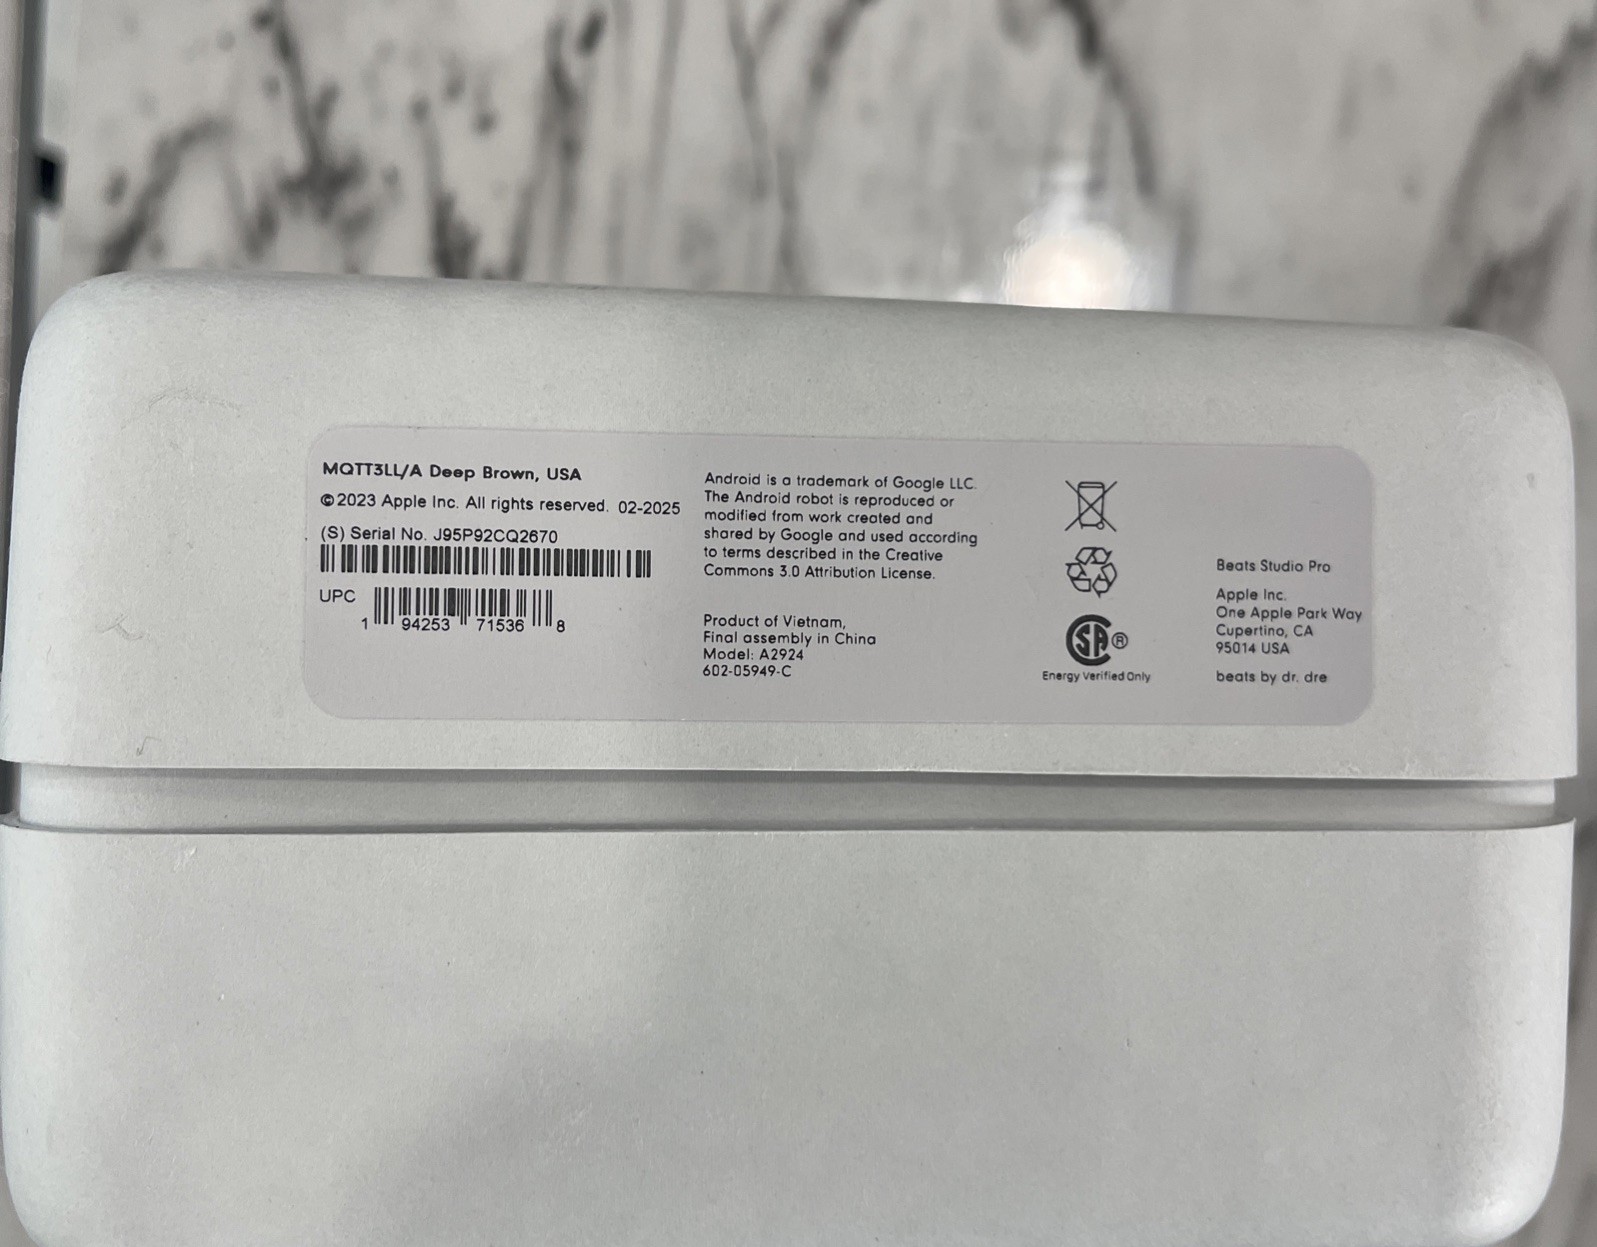 MQTT3LL/A Deep Brown, USA
©2023 Apple Inc. All rights reserved. 02-2025
(S) Serial No. J95P92CQ2670
UPC
1 94253 71536 8
Android is a trademark of Google LLC.
The Android robot is reproduced or
modified from work created and
shared by Google and used according
to terms described in the Creative
Commons 3.0 Attribution License.
Product of Vietnam,
Final assembly in China
Model: A2924
602-05949-C
SA®
Energy Verified Only
Beats Studio Pro
Apple Inc.
One Apple Park Way
Cupertino, CA
95014 USA
beats by dr. dre